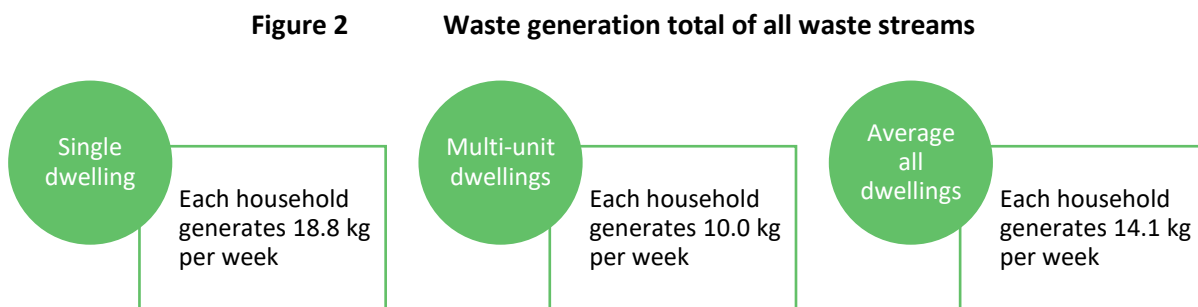 Figure 2 Waste generation total of all waste streams
Single
dwelling
Each household
generates 18.8 kg
per week
Multi-unit
dwellings
Each household
generates 10.0 kg
per week
Average
all
dwellings
Each household
generates 14.1 kg
per week